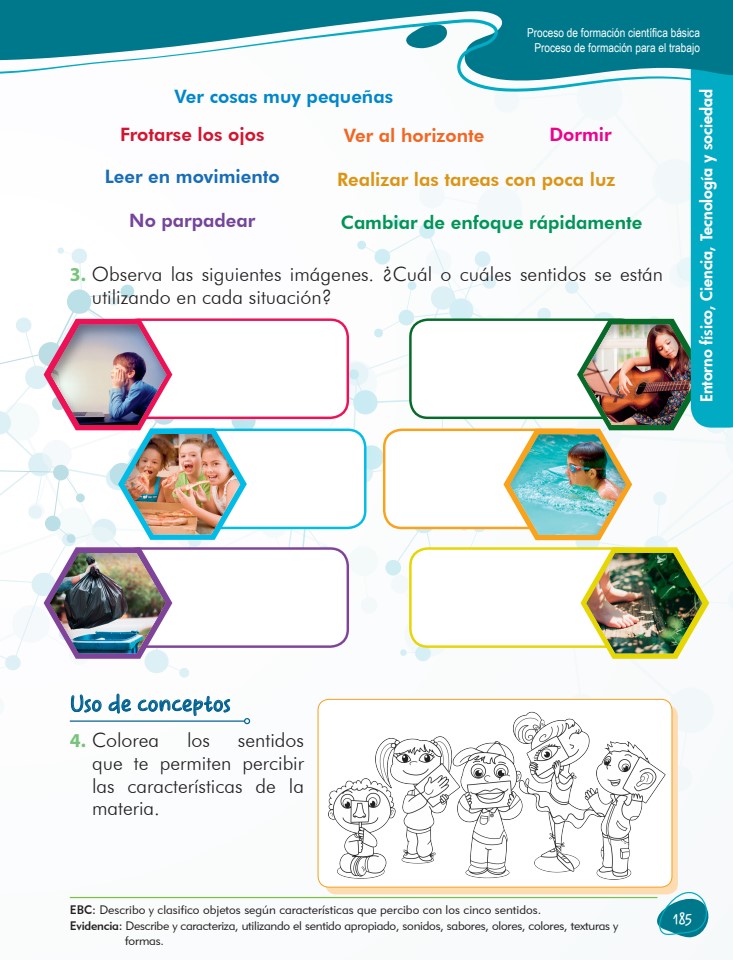 Proceso de formación científica básica
Proceso de formación para el trabajo
Entorno físico, Ciencia, Tecnología y sociedad
Ver cosas muy pequeñas
Frotarse los ojos Ver al horizonte Dormir
Leer en movimiento Realizar las tareas con poca luz
No parpadear Cambiar de enfoque rápidamente
3. Observa las siguientes imágenes. ¿Cuál o cuáles sentidos se están
utilizando en cada situación?
Uso de conceptos
4. Colorea los sentidos
que te permiten percibir
las características de la
materia.
EBC: Describo y clasifico objetos según características que percibo con los cinco sentidos.
Evidencia: Describe y caracteriza, utilizando el sentido apropiado, sonidos, sabores, olores, colores, texturas y
formas.
185